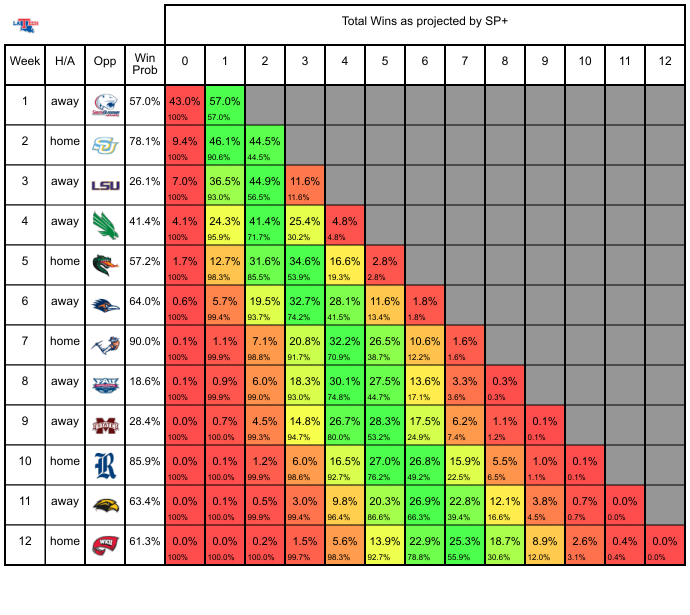 Total Wins as projected by SP+
Week H/A Opp Win Prob 0 1 2 3 4 5 6 7 8 9 10 11 12
1 away 57.0% 43.0% 57.0%
100% 57.0%
2 home 78.1% 9.4% 46.1% 44.5%
100% 90.6% 44.5%
3 away LSU 26.1% 7.0% 36.5% 44.9% 11.6%
100% 93.0% 56.5% 11.6%
4 away 41.4% 4.1% 24.3% 41.4% 25.4% 4.8%
100% 95.9% 71.7% 30.2% 4.8%
5 home 57.2% 1.7% 12.7% 31.6% 34.6% 16.6% 2.8%
100% 98.3% 85.5% 53.9% 19.3% 2.8%
6 away 64.0% 0.6% 5.7% 19.5% 32.7% 28.1% 11.6% 1.8%
100% 99.4% 93.7% 74.2% 41.5% 13.4% 1.8%
7 home 90.0% 0.1% 1.1% 7.1% 20.8% 32.2% 26.5% 10.6% 1.6%
100% 99.9% 98.8% 91.7% 70.9% 38.7% 12.2% 1.6%
8 away FAU 18.6% 0.1% 0.9% 6.0% 18.3% 30.1% 27.5% 13.6% 3.3% 0.3%
100% 99.9% 99.0% 93.0% 74.8% 44.7% 17.1% 3.6% 0.3%
9 away 28.4% 0.0% 0.7% 4.5% 14.8% 26.7% 28.3% 17.5% 6.2% 1.1% 0.1%
100% 100.0% 99.3% 94.7% 80.0% 53.2% 24.9% 7.4% 1.2% 0.1%
10 home R 85.9% 0.0% 0.1% 1.2% 6.0% 16.5% 27.0% 26.8% 15.9% 5.5% 1.0% 0.1%
100% 100.0% 99.9% 98.6% 92.7% 76.2% 49.2% 22.5% 6.5% 1.1% 0.1%
11 away 63.4% 0.0% 0.1% 0.5% 3.0% 9.8% 20.3% 26.9% 22.8% 12.1% 3.8% 0.7% 0.0%
100% 100.0% 99.9% 99.4% 96.4% 86.6% 66.3% 39.4% 16.6% 4.5% 0.7% 0.0%
12 home WKU 61.3% 0.0% 0.0% 0.2% 1.5% 5.6% 13.9% 22.9% 25.3% 18.7% 8.9% 2.6% 0.4% 0.0%
100% 100.0% 100.0% 99.7% 98.3% 92.7% 78.8% 55.9% 30.6% 12.0% 3.1% 0.4% 0.0%